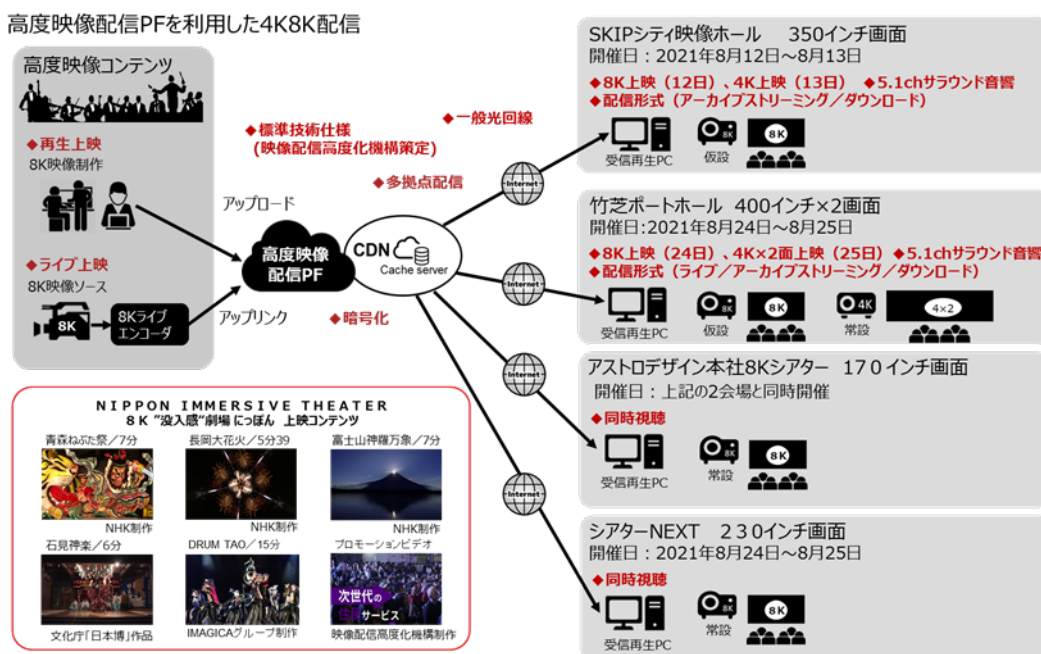 高度映像配信PFを利用した4K8K配信
高度映像コンテンツ
◆再生上映
8K映像制作
◆ライブ上映
8K映像ソース
8K
8Kライブ
エンコーダ
アップロード
アップリンク
◆標準技術仕様
(映像配信高度化機構策定)
◆一般光回線
◆多拠点配信
◆暗号化
高度映像
配信PF
CDN
Cache server
Internet
Internet
Internet
Internet
SKIPシティ映像ホール 350インチ画面
開催日：2021年8月12日～8月13日
◆8K上映（12日）、4K上映（13日） ◆5.1chサラウンド音響
◆配信形式（アーカイブストリーミング／ダウンロード）
受信再生PC
8K
仮設
8K
竹芝ポートホール 400インチ×2画面
開催日:2021年8月24日～8月25日
◆8K上映（24日）、4K×2面上映（25日） ◆5.1chサラウンド音響
◆配信形式（ライブ／アーカイブストリーミング／ダウンロード）
受信再生PC
8K
仮設
8K
4K
常設
4×2
アストロデザイン本社8Kシアター 170インチ画面
開催日：上記の2会場と同時開催
◆同時視聴
受信再生PC
8K
常設
8K
シアターNEXT 230インチ画面
開催日：2021年8月24日～8月25日
◆同時視聴
受信再生PC
8K
常設
8K
NIPPON IMMERSIVE THEATER
8K "没入感"劇場 にっぽん 上映コンテンツ
青森ねぶた祭／7分
長岡大花火／5分39
富士山神羅万象／7分
NHK制作
NHK制作
NHK制作
石見神楽／6分
DRUM TAO／15分
プロモーションビデオ
次世代の
サービス
文化庁「日本博」作品
IMAGICAグループ制作
映像配信高度化機構制作